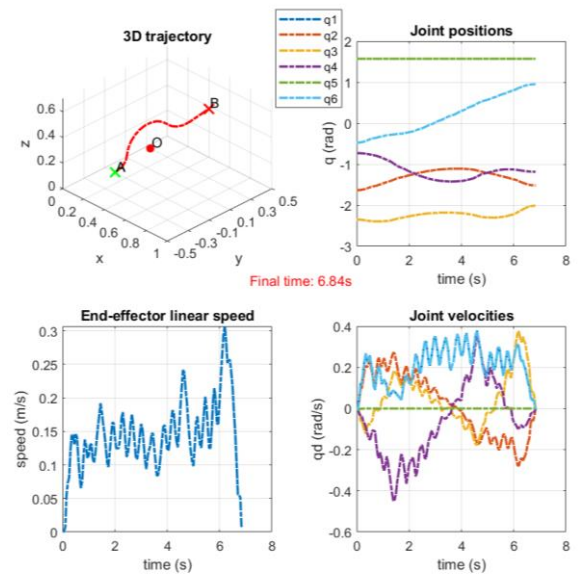 3D trajectory
z
0.6
0.4
0.2
0
A
O
B
0
0.2
0.4
0.6
0.8
1
x
-0.5
-0.3
-0.1
0.1
0.3
0.5
y
q1
q2
q3
q4
q5
q6
Joint positions
q (rad)
2
1
0
-1
-2
-3
0 2 4 6 8
time (s)
Final time: 6.84s
End-effector linear speed
speed (m/s)
0.3
0.25
0.2
0.15
0.1
0.05
0
0 2 4 6 8
time (s)
Joint velocities
qd (rad/s)
0.4
0.2
0
-0.2
-0.4
-0.6
0 2 4 6 8
time (s)